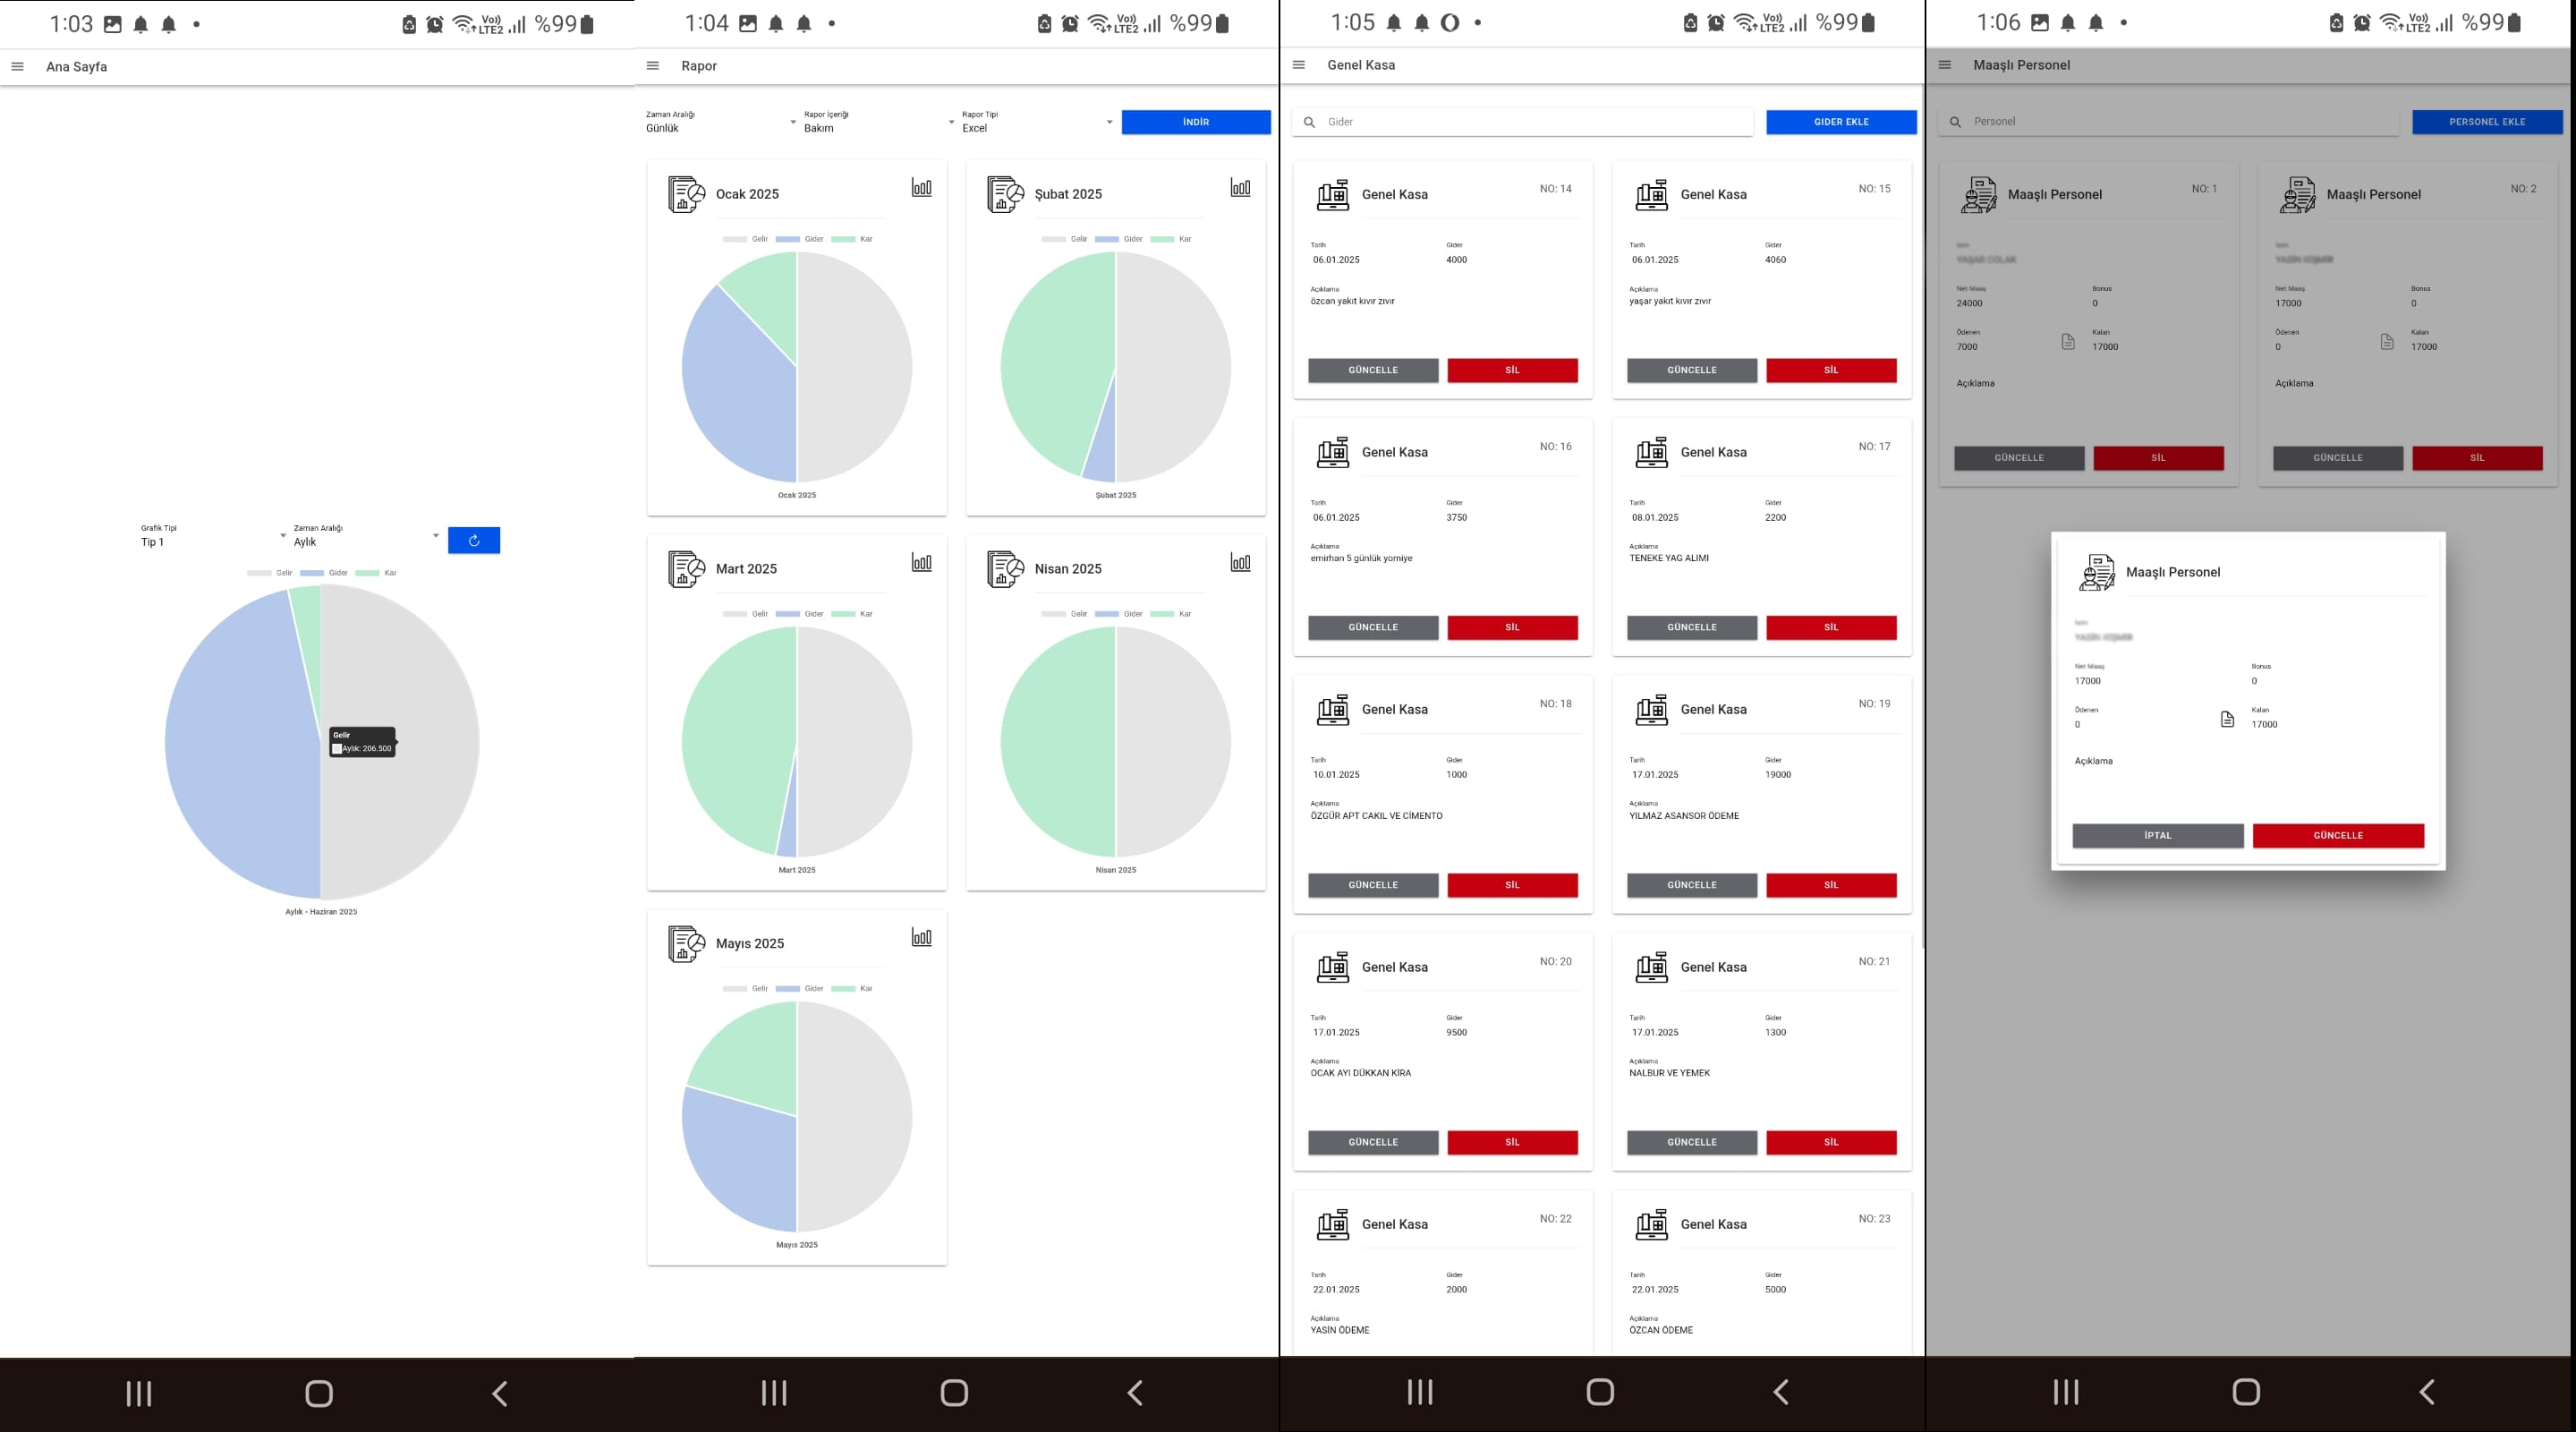 1:03
Vo))
LTE2
%99
Ana Sayfa
Grafik Tipi
Tip 1
Zaman Aralığı
Aylık
Gelir Gider Kar
Gelir
Aylık: 206.500
Aylık - Haziran 2025
1:04
Vo))
LTE2
%99
Rapor
Zaman Aralığı
Günlük
Rapor İçeriği
Bakım
Rapor Tipi
Excel
İNDİR
Ocak 2025
Gelir Gider Kar
Ocak 2025
Şubat 2025
Gelir Gider Kar
Şubat 2025
Mart 2025
Gelir Gider Kar
Mart 2025
Nisan 2025
Gelir Gider Kar
Nisan 2025
Mayıs 2025
Gelir Gider Kar
Mayıs 2025
1:05
Vo))
LTE2
%99
Genel Kasa
Gider
GIDER EKLE
Genel Kasa NO: 14
Tarih Gider
06.01.2025 4000
Açıklama
özcan yakıt kıvır zıvır
GÜNCELLE SİL
Genel Kasa NO: 15
Tarih Gider
06.01.2025 4060
Açıklama
yaşar yakıt kıvır zıvır
GÜNCELLE SİL
Genel Kasa NO: 16
Tarih Gider
06.01.2025 3750
Açıklama
emirhan 5 günlük yomiye
GÜNCELLE SİL
Genel Kasa NO: 17
Tarih Gider
08.01.2025 2200
Açıklama
TENEKE YAG ALIMI
GÜNCELLE SİL
Genel Kasa NO: 18
Tarih Gider
10.01.2025 1000
Açıklama
ÖZGÜR APT CAKIL VE CİMENTO
GÜNCELLE SİL
Genel Kasa NO: 19
Tarih Gider
17.01.2025 19000
Açıklama
YILMAZ ASANSOR ÖDEME
GÜNCELLE SİL
Genel Kasa NO: 20
Tarih Gider
17.01.2025 9500
Açıklama
OCAK AYI DÜKKAN KİRA
GÜNCELLE SİL
Genel Kasa NO: 21
Tarih Gider
17.01.2025 1300
Açıklama
NALBUR VE YEMEK
GÜNCELLE SİL
Genel Kasa NO: 22
Tarih Gider
22.01.2025 2000
Açıklama
YASİN ÖDEME
Genel Kasa NO: 23
Tarih Gider
22.01.2025 5000
Açıklama
ÖZCAN ÖDEME
1:06
Vo))
LTE2
%99
Maaşlı Personel
Personel
PERSONEL EKLE
Maaşlı Personel NO: 1
Net Maaş Bonus
24000 0
Ödenen Kalan
7000 17000
Açıklama
GÜNCELLE SİL
Maaşlı Personel NO: 2
Net Maaş Bonus
17000 0
Ödenen Kalan
0 17000
Açıklama
GÜNCELLE SİL
Maaşlı Personel
Net Maaş Bonus
17000 0
Ödenen Kalan
0 17000
Açıklama
İPTAL GÜNCELLE